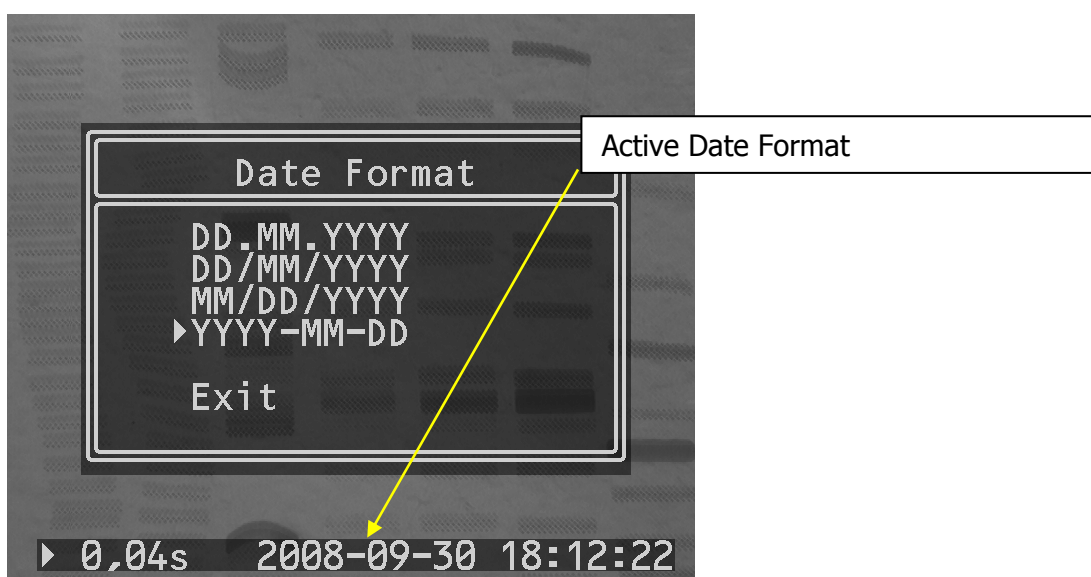 Active Date Format
Date Format
DD.MM.YYYY
DD/MM/YYYY
MM/DD/YYYY
YYYY-MM-DD
Exit
0,04s 2008-09-30 18:12:22